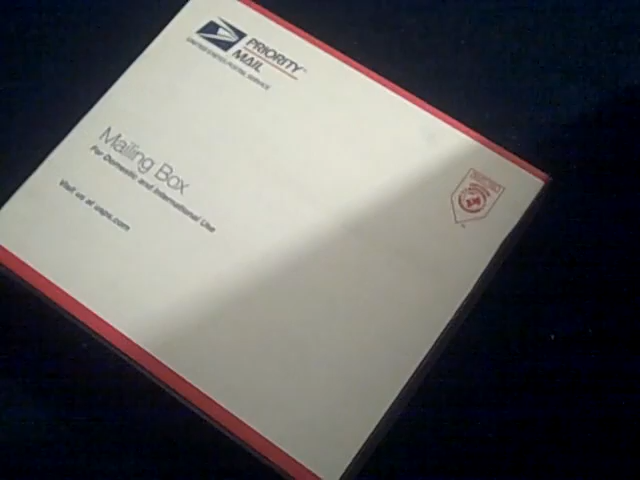 PRIORITY
MAIL
UNITED STATES POSTAL SERVICE
Mailing Box
For Domestic and International Use
Visit us at usps.com